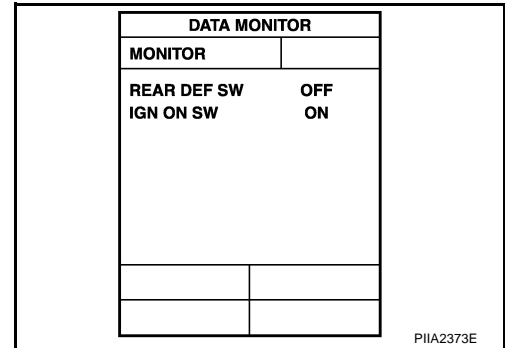 DATA MONITOR
MONITOR
REAR DEF SW OFF
IGN ON SW ON
PIIA2373E